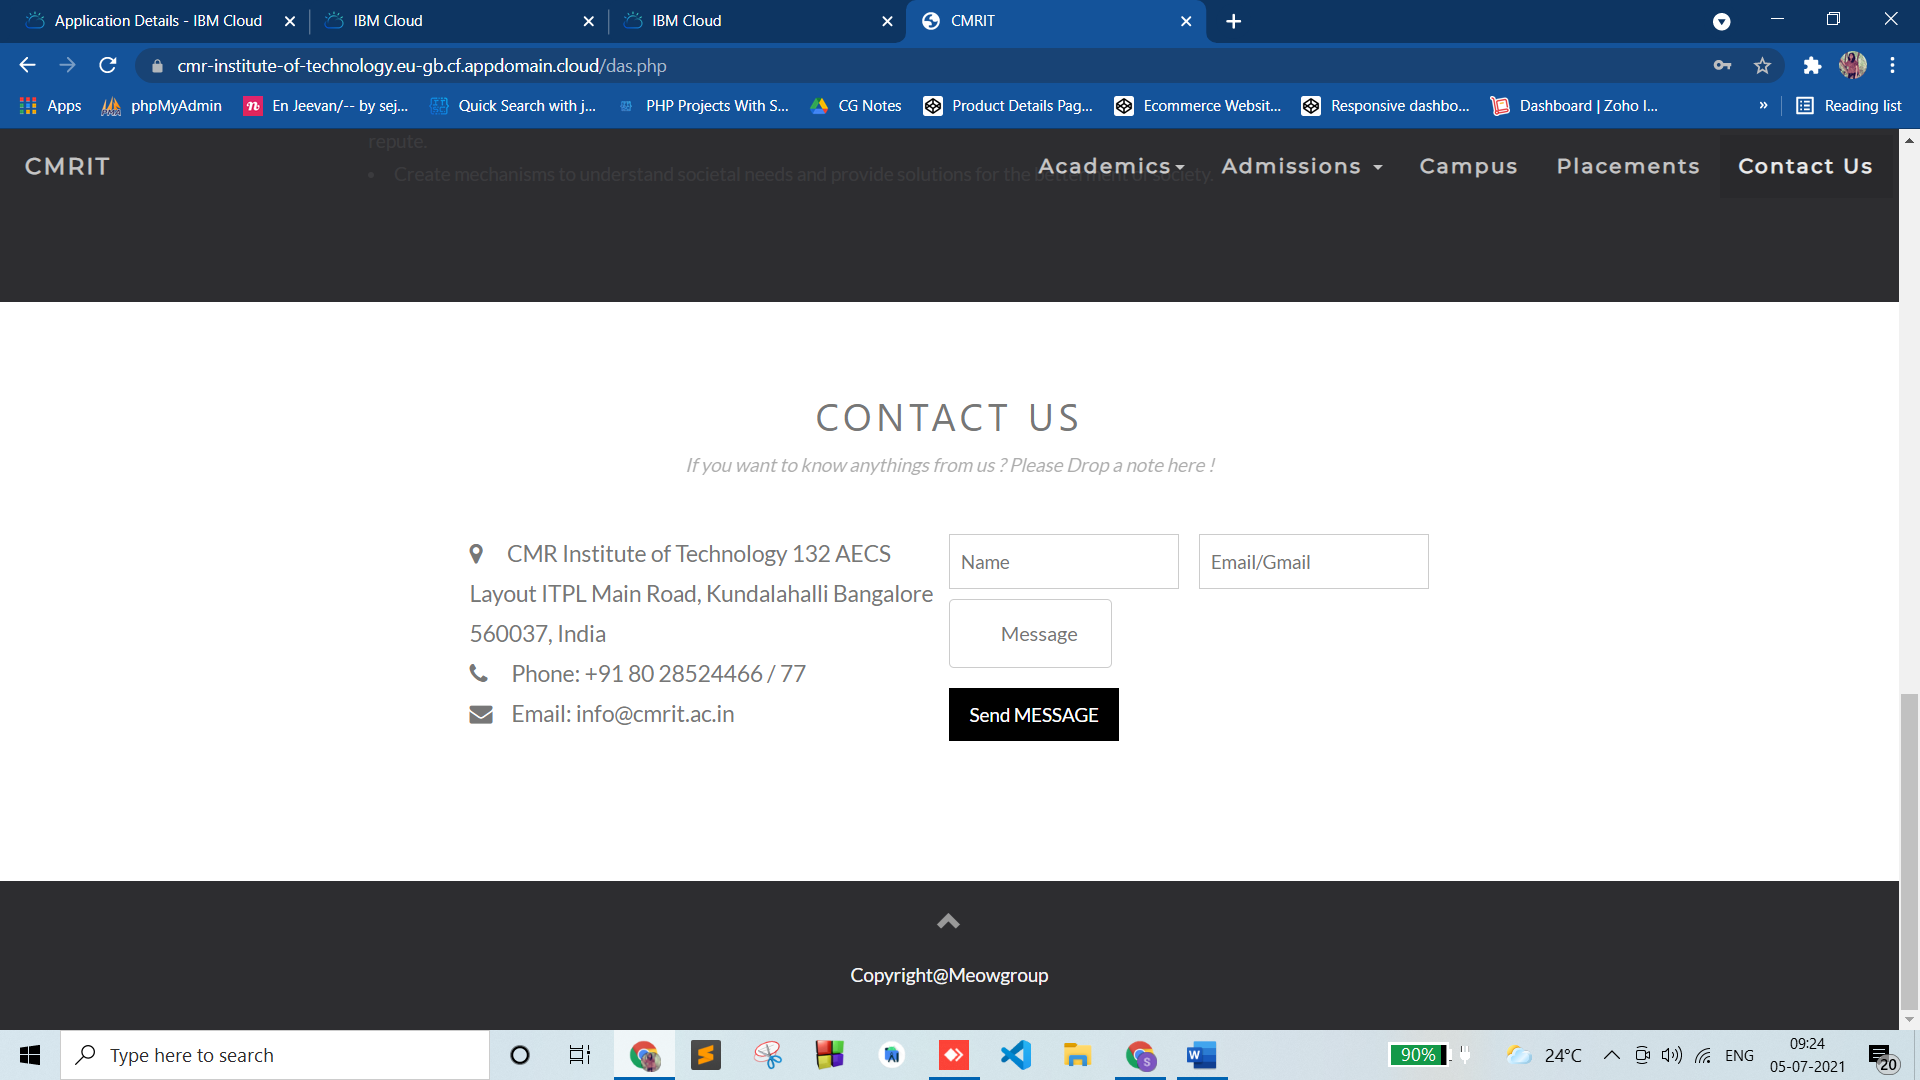 Application Details - IBM Cloud
IBM Cloud
IBM Cloud
CMRIT
cmr-institute-of-technology.eu-gb.cf.appdomain.cloud/das.php
Apps
phpMyAdmin
En Jeevan/-- by sej...
Quick Search with j...
PHP Projects With S...
CG Notes
Product Details Pag...
Ecommerce Websit...
Responsive dashbo...
Dashboard | Zoho I...
»
Reading list
repute.
CMRIT
Academics
Admissions
Campus
Placements
Contact Us
• Create mechanisms to understand societal needs and provide solutions for the betterment of society.
CONTACT US
If you want to know anythings from us ? Please Drop a note here !
CMR Institute of Technology 132 AECS
Layout ITPL Main Road, Kundalahalli Bangalore
560037, India
Phone: +91 80 28524466 / 77
Email: info@cmrit.ac.in
Name
Email/Gmail
Message
Send MESSAGE
Copyright@Meowgroup
Type here to search
90%
24°C
ENG
09:24
05-07-2021
20